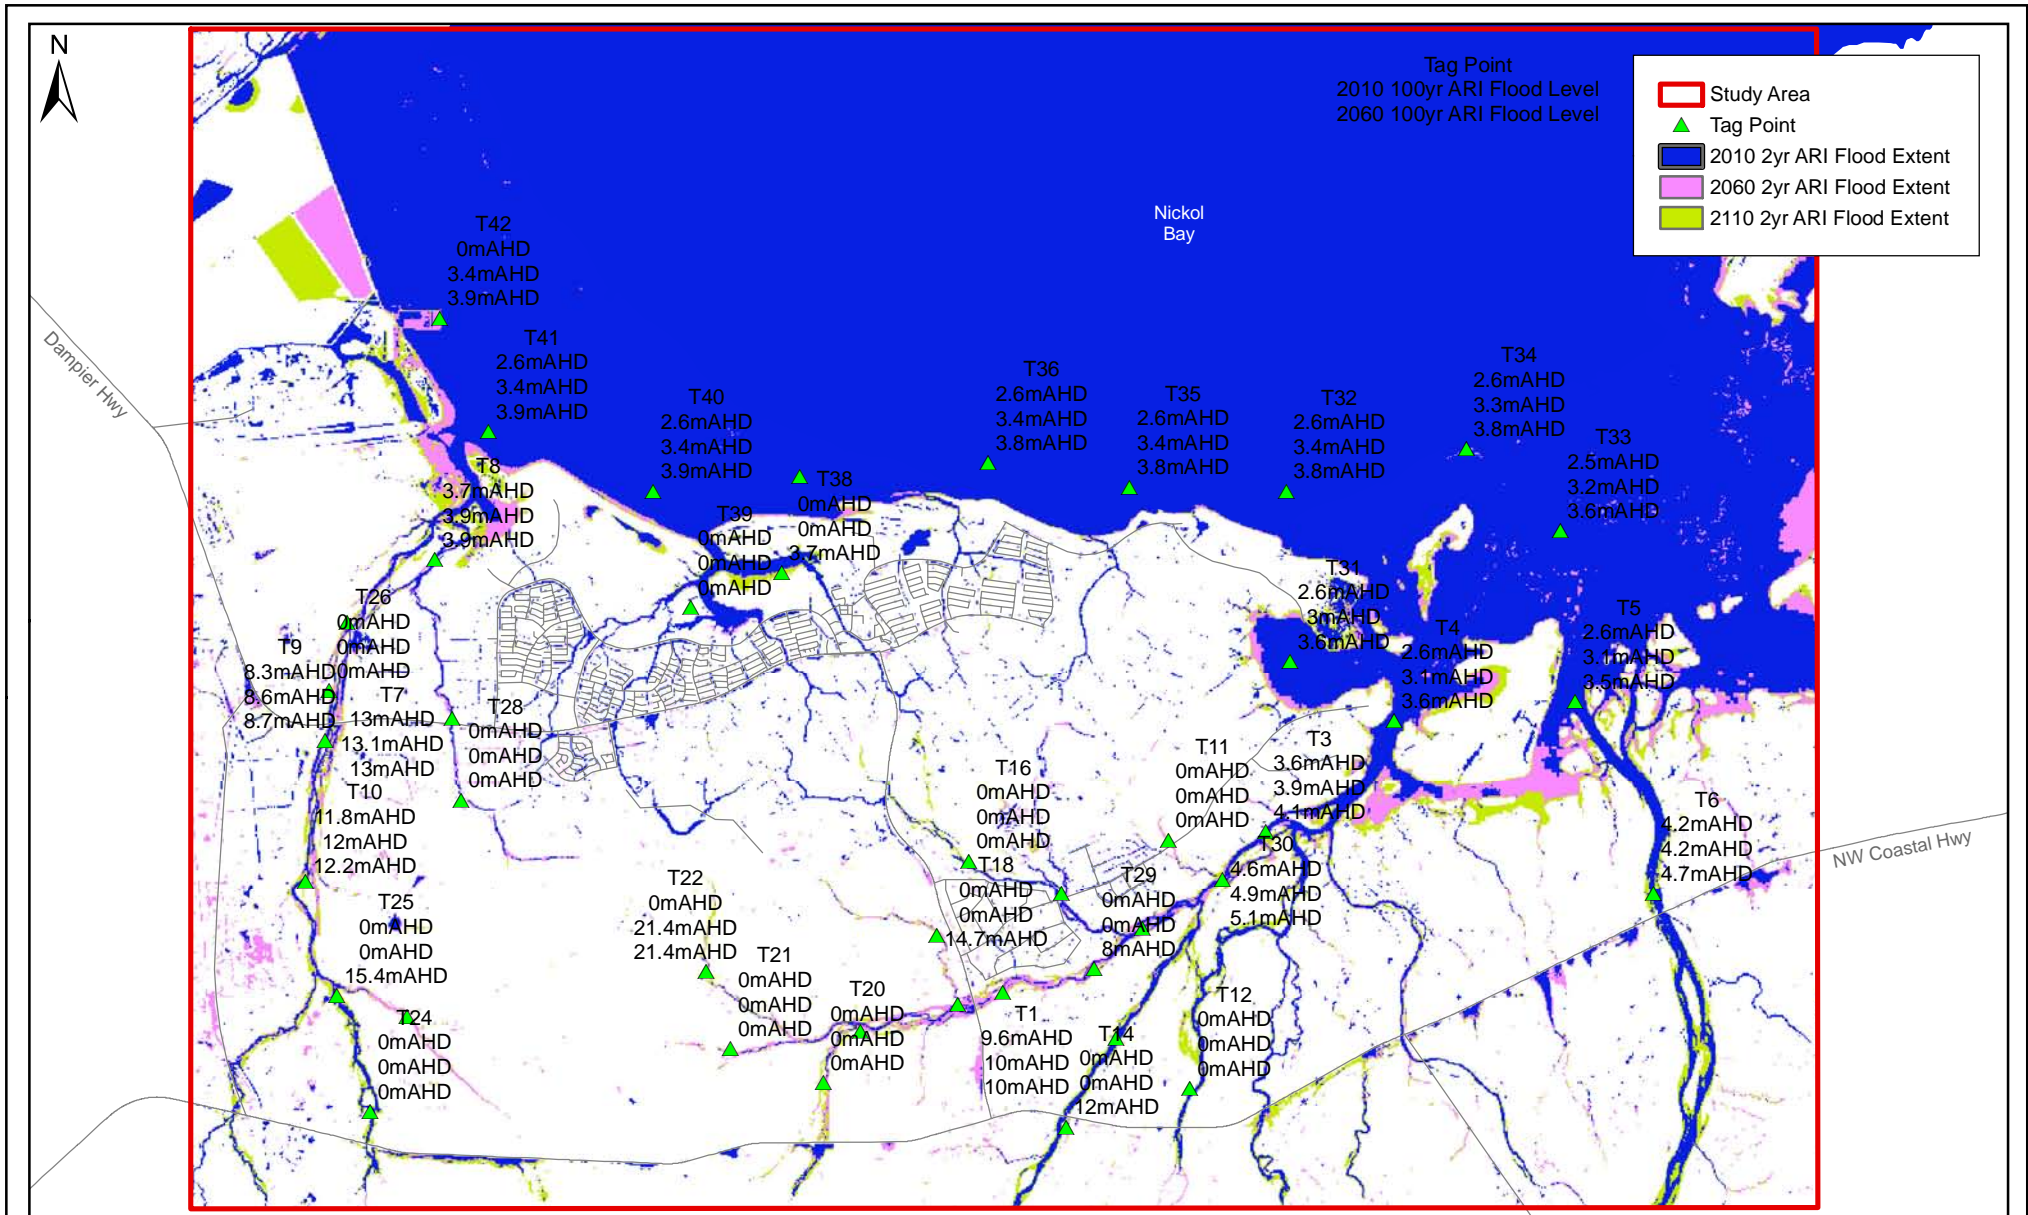 N
Tag Point
2010 100yr ARI Flood Level
2060 100yr ARI Flood Level
Study Area
Tag Point
2010 2yr ARI Flood Extent
2060 2yr ARI Flood Extent
2110 2yr ARI Flood Extent
Nickol
Bay
Dampier Hwy
NW Coastal Hwy
T42
0mAHD
3.4mAHD
3.9mAHD
T41
2.6mAHD
3.4mAHD
3.9mAHD
T40
2.6mAHD
3.4mAHD
3.9mAHD
T36
2.6mAHD
3.4mAHD
3.8mAHD
T35
2.6mAHD
3.4mAHD
3.8mAHD
T32
2.6mAHD
3.4mAHD
3.8mAHD
T34
2.6mAHD
3.3mAHD
3.8mAHD
T33
2.5mAHD
3.2mAHD
3.6mAHD
T8
3.7mAHD
3.9mAHD
3.9mAHD
T39
0mAHD
0mAHD
0mAHD
T38
0mAHD
0mAHD
3.7mAHD
T31
2.6mAHD
3mAHD
3.6mAHD
T4
2.6mAHD
3.1mAHD
3.6mAHD
T5
2.6mAHD
3.1mAHD
3.5mAHD
T26
0mAHD
0mAHD
0mAHD
T9
8.3mAHD
8.6mAHD
8.7mAHD
T7
13mAHD
13.1mAHD
13mAHD
T28
0mAHD
0mAHD
0mAHD
T10
11.8mAHD
12mAHD
12.2mAHD
T16
0mAHD
0mAHD
0mAHD
T11
0mAHD
0mAHD
0mAHD
T3
3.6mAHD
3.9mAHD
4.1mAHD
T6
4.2mAHD
4.2mAHD
4.7mAHD
T30
4.6mAHD
4.9mAHD
5.1mAHD
T18
0mAHD
0mAHD
14.7mAHD
T29
0mAHD
0mAHD
8mAHD
T22
0mAHD
21.4mAHD
21.4mAHD
T25
0mAHD
0mAHD
15.4mAHD
T21
0mAHD
0mAHD
0mAHD
T20
0mAHD
0mAHD
0mAHD
T1
9.6mAHD
10mAHD
10mAHD
T14
0mAHD
0mAHD
12mAHD
T12
0mAHD
0mAHD
0mAHD
T24
0mAHD
0mAHD
0mAHD